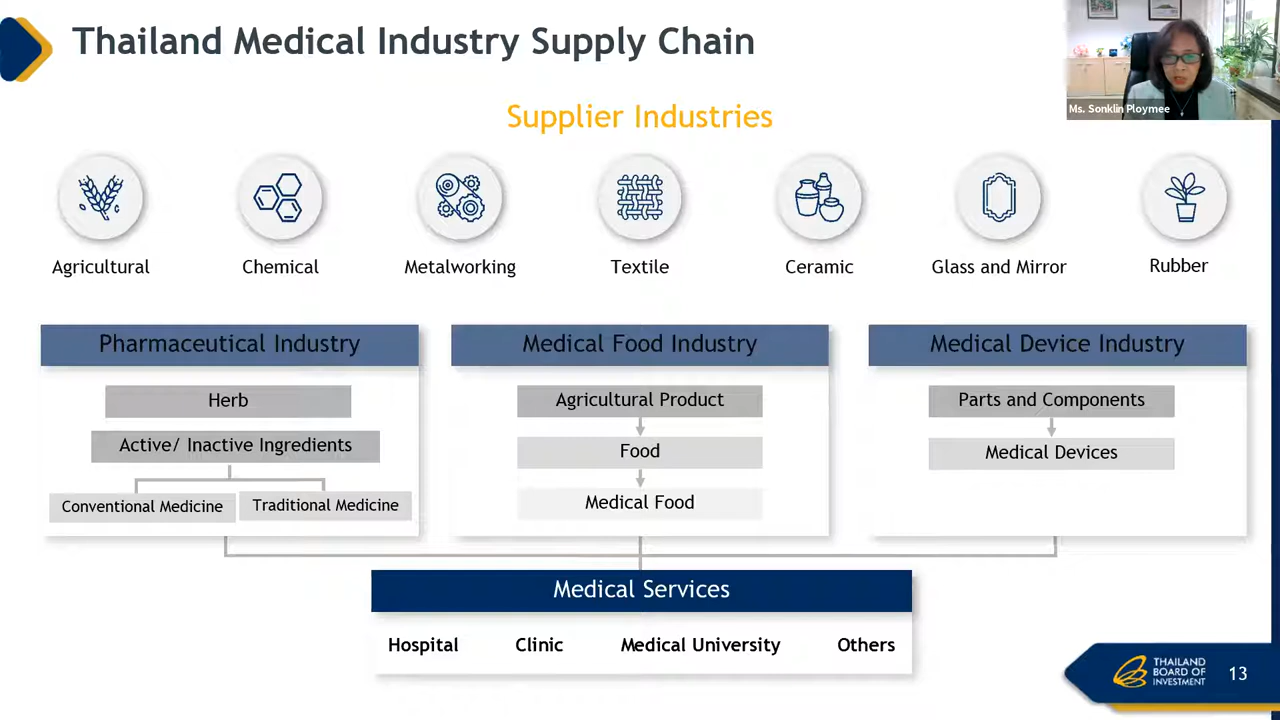 Thailand Medical Industry Supply Chain
Ms. Sonklin Ploymee
Supplier Industries
Agricultural
Chemical
Metalworking
Textile
Ceramic
Glass and Mirror
Rubber
Pharmaceutical Industry
Herb
Active/ Inactive Ingredients
Conventional Medicine
Traditional Medicine
Medical Food Industry
Agricultural Product
Food
Medical Food
Medical Device Industry
Parts and Components
Medical Devices
Medical Services
Hospital
Clinic
Medical University
Others
THAILAND
BOARD OF
INVESTMENT
13